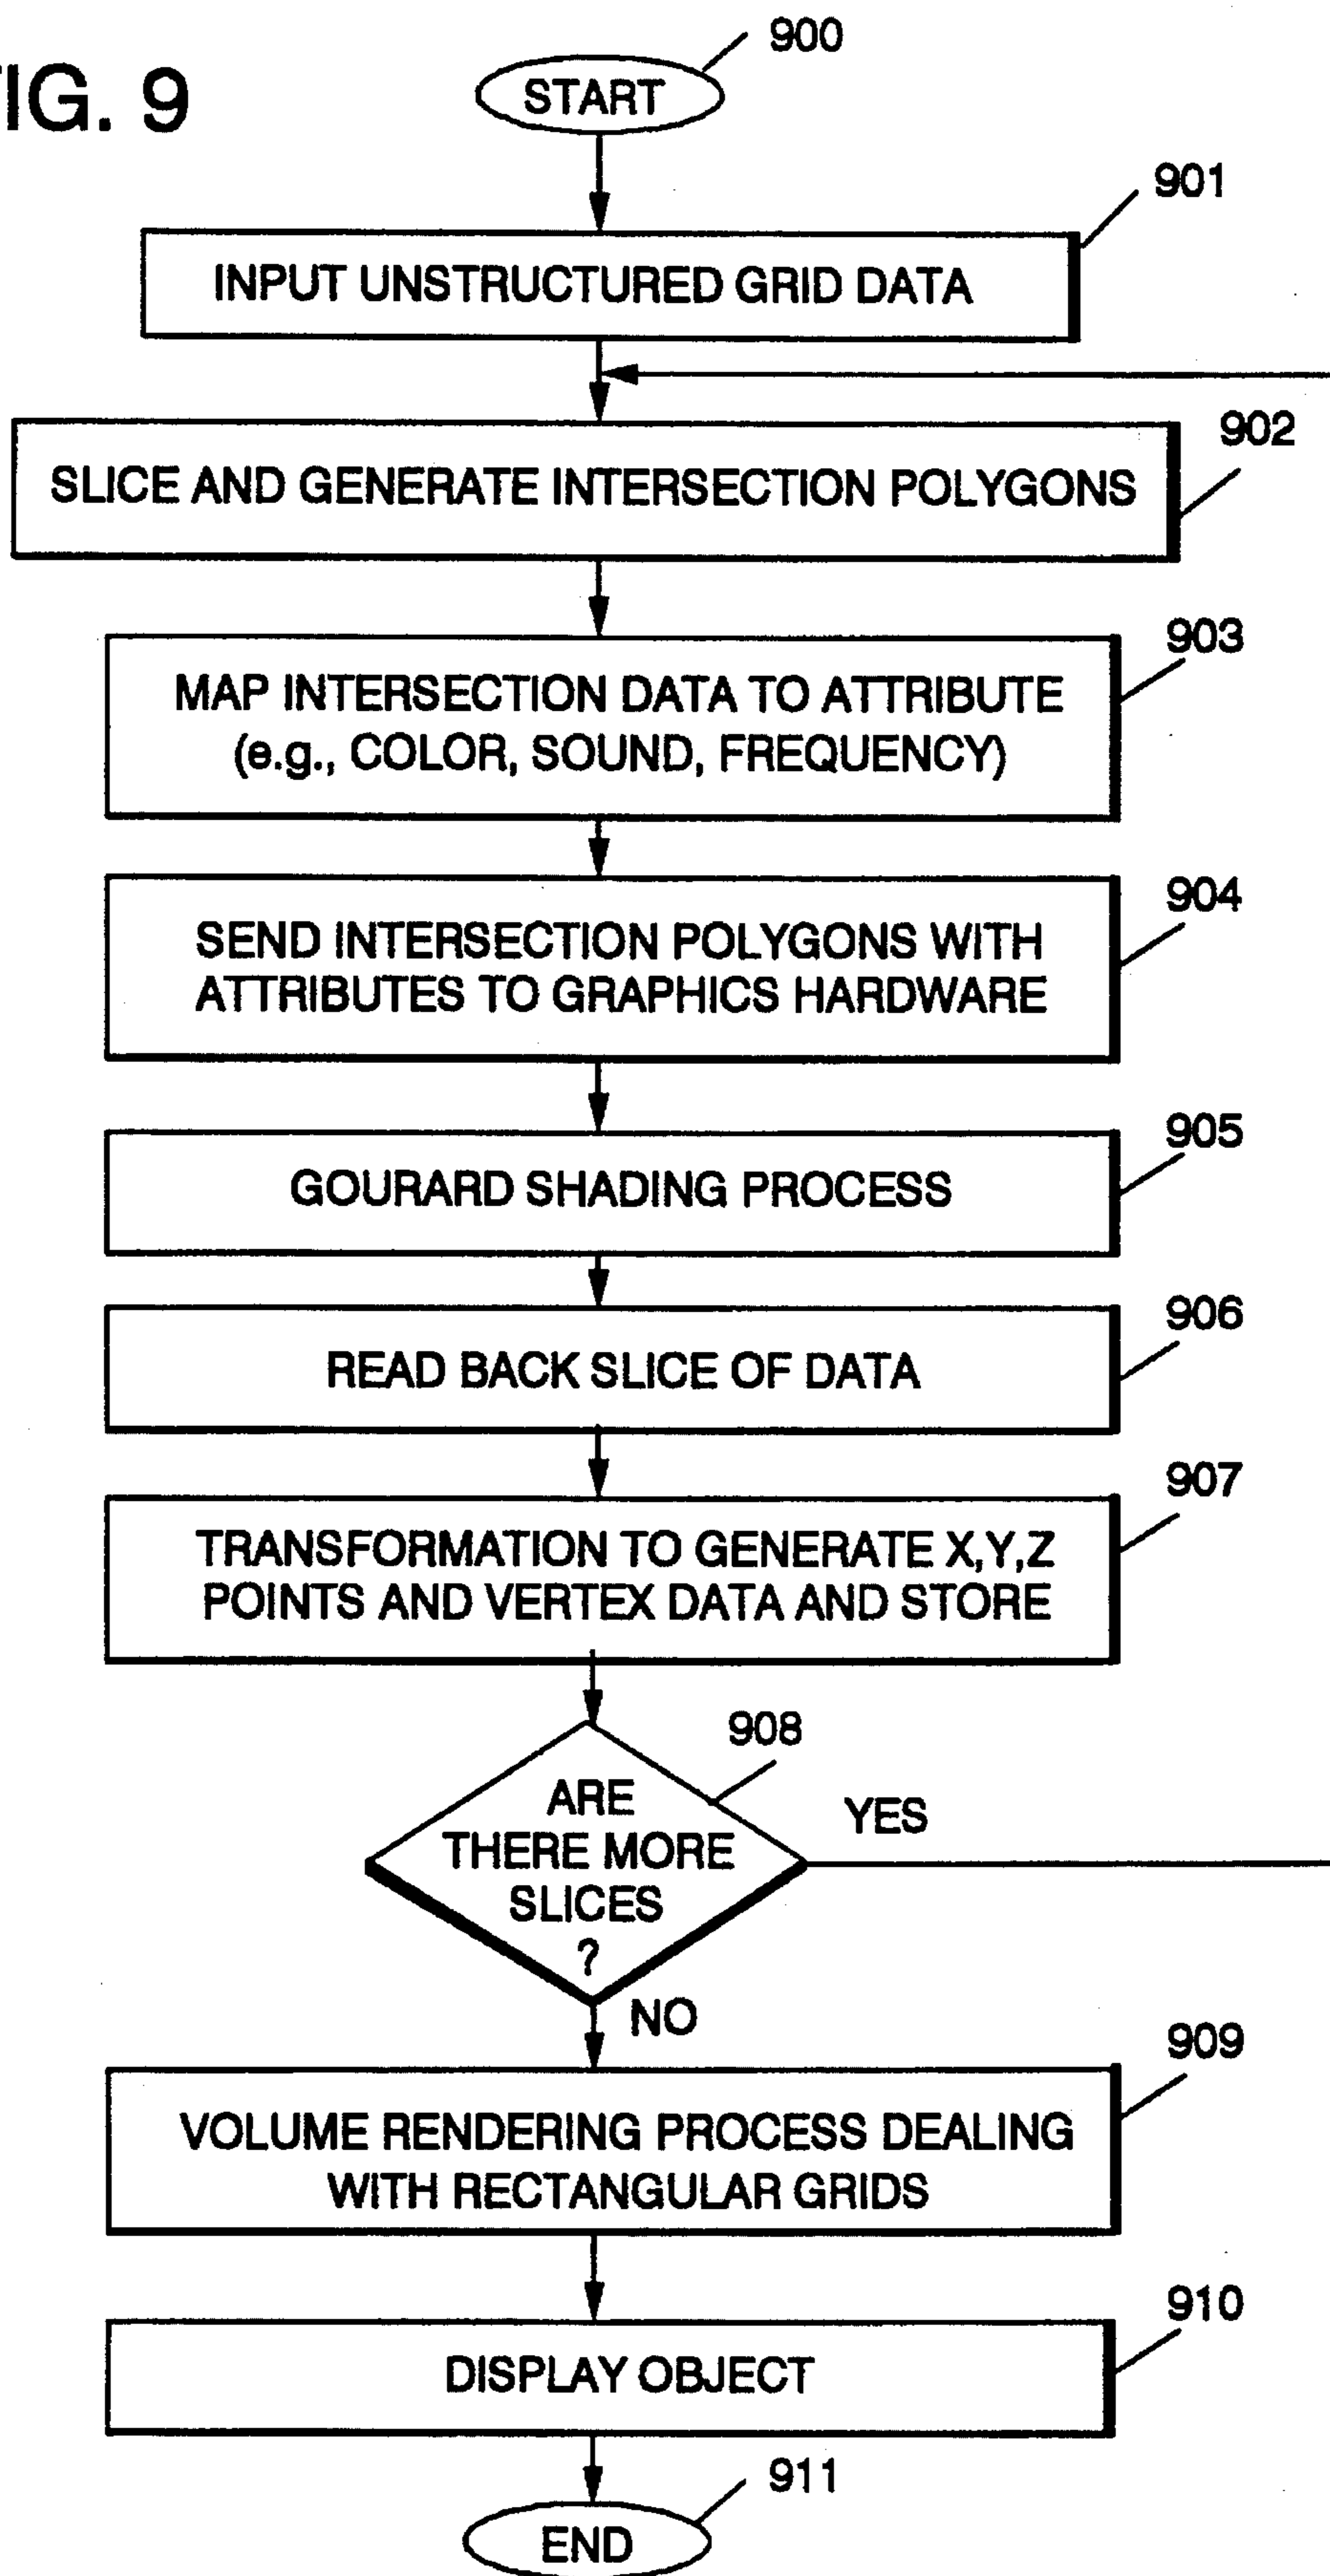 IG. 9
900
START
901
INPUT UNSTRUCTURED GRID DATA
902
SLICE AND GENERATE INTERSECTION POLYGONS
903
MAP INTERSECTION DATA TO ATTRIBUTE
(e.g., COLOR, SOUND, FREQUENCY)
904
SEND INTERSECTION POLYGONS WITH
ATTRIBUTES TO GRAPHICS HARDWARE
905
GOURARD SHADING PROCESS
906
READ BACK SLICE OF DATA
907
TRANSFORMATION TO GENERATE X,Y,Z
POINTS AND VERTEX DATA AND STORE
908
ARE
THERE MORE
SLICES
?
YES
NO
909
VOLUME RENDERING PROCESS DEALING
WITH RECTANGULAR GRIDS
910
DISPLAY OBJECT
911
END